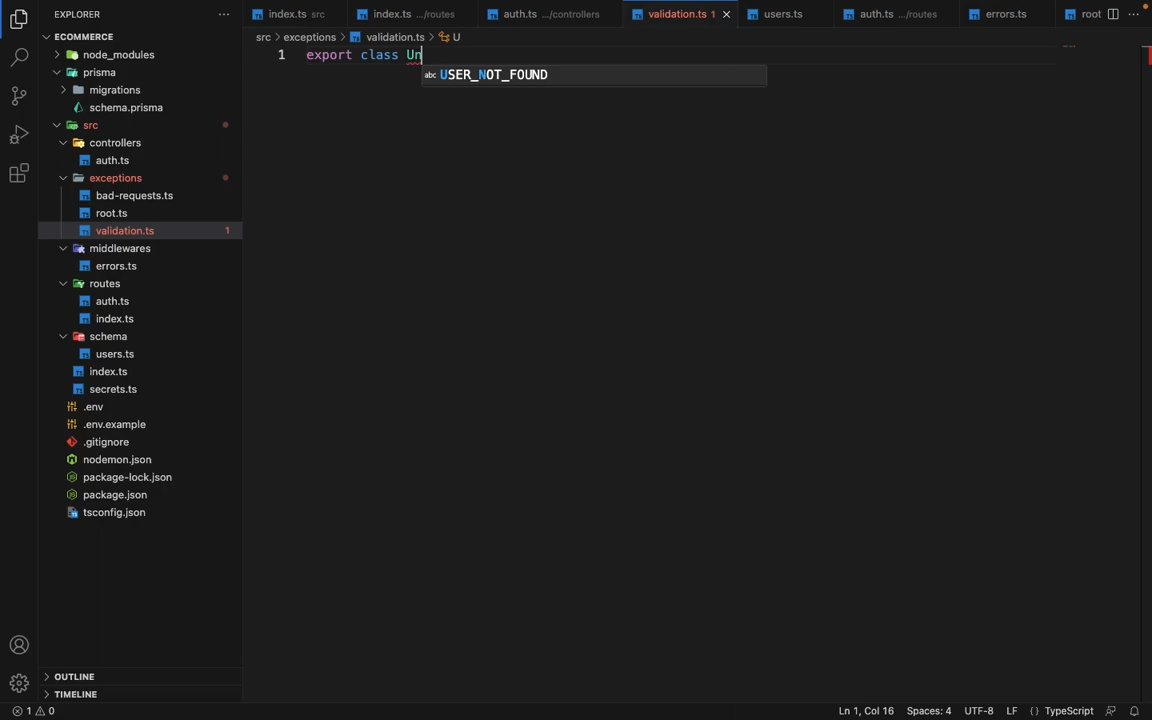 EXPLORER
ECOMMERCE
node_modules
prisma
migrations
schema.prisma
src
controllers
auth.ts
exceptions
bad-requests.ts
root.ts
validation.ts 1
middlewares
errors.ts
routes
auth.ts
index.ts
schema
users.ts
index.ts
secrets.ts
.env
.env.example
.gitignore
nodemon.json
package-lock.json
package.json
tsconfig.json
OUTLINE
TIMELINE
index.ts src
index.ts .../routes
auth.ts .../controllers
validation.ts 1
users.ts
auth.ts .../routes
errors.ts
root
src > exceptions > validation.ts > U
1 export class Un
abc USER_NOT_FOUND
1 0
Ln 1, Col 16
Spaces: 4
UTF-8
LF
{} TypeScript